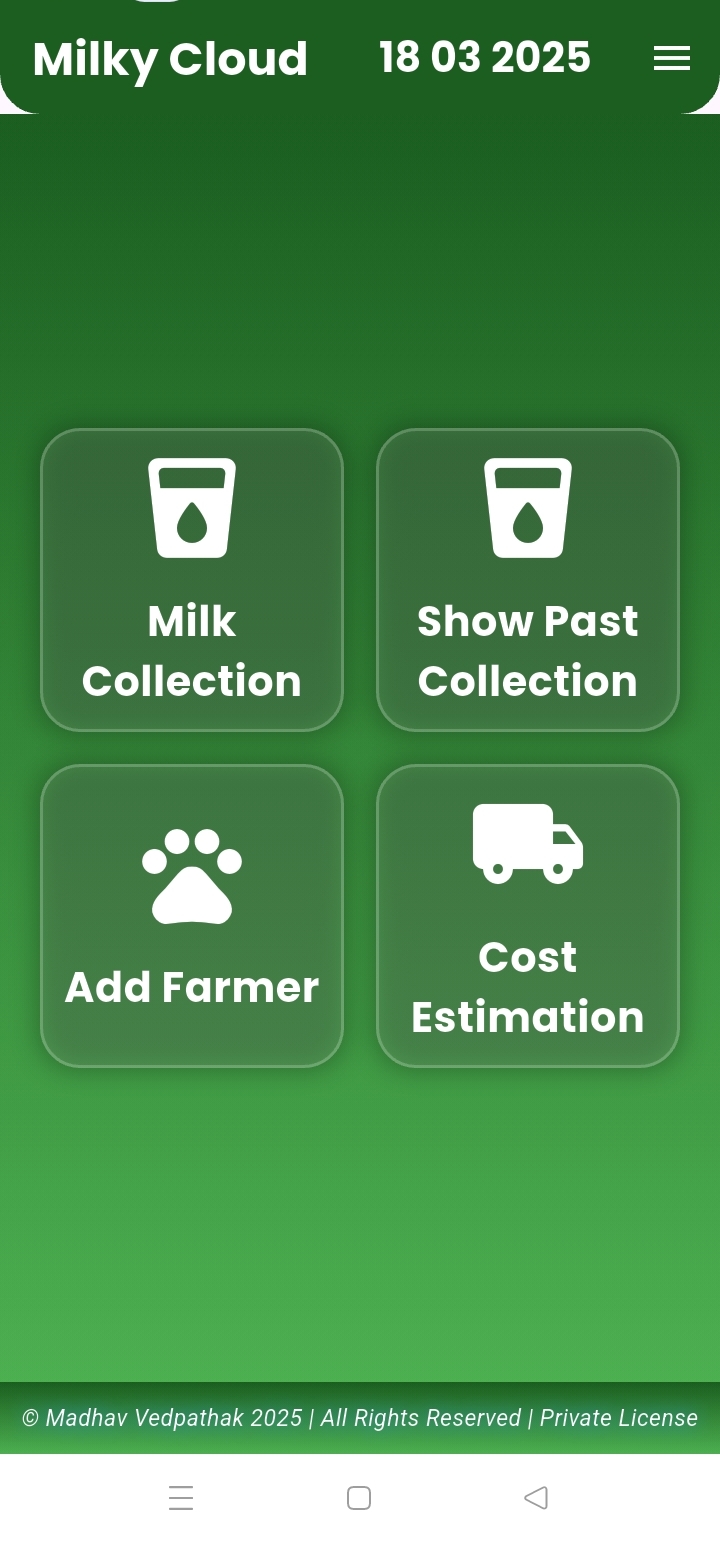 Milky Cloud 18 03 2025
Milk
Collection
Show Past
Collection
Add Farmer
Cost
Estimation
© Madhav Vedpathak 2025 | All Rights Reserved | Private License